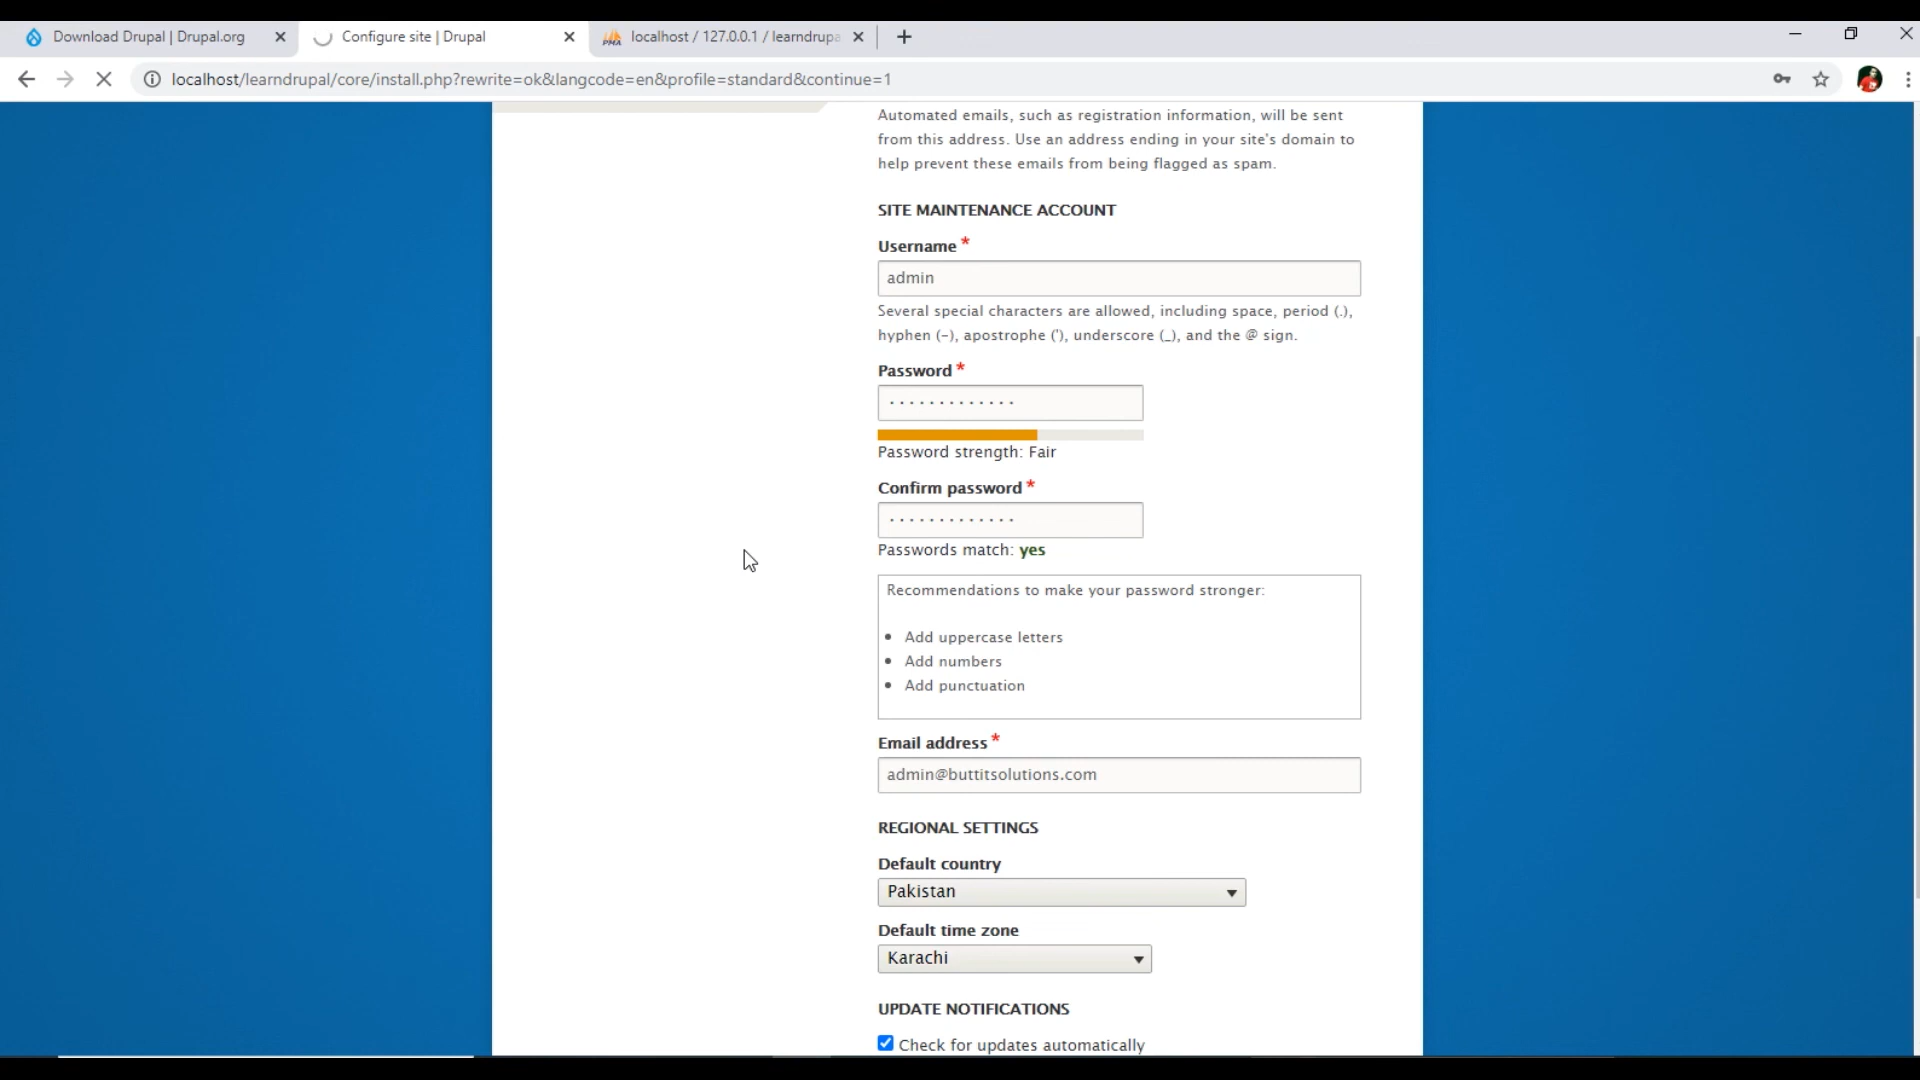 Download Drupal | Drupal.org
Configure site | Drupal
PMA
localhost / 127.0.0.1 / learndrupa
localhost/learndrupal/core/install.php?rewrite=ok&langcode=en&profile=standard&continue=1
Automated emails, such as registration information, will be sent
from this address. Use an address ending in your site's domain to
help prevent these emails from being flagged as spam.
SITE MAINTENANCE ACCOUNT
Username *
admin
Several special characters are allowed, including space, period (.),
hyphen (-), apostrophe ('), underscore (_), and the @ sign.
Password *
·············
Password strength: Fair
Confirm password *
·············
Passwords match: yes
Recommendations to make your password stronger:
• Add uppercase letters
• Add numbers
• Add punctuation
Email address *
admin@buttitsolutions.com
REGIONAL SETTINGS
Default country
Pakistan
Default time zone
Karachi
UPDATE NOTIFICATIONS
Check for updates automatically